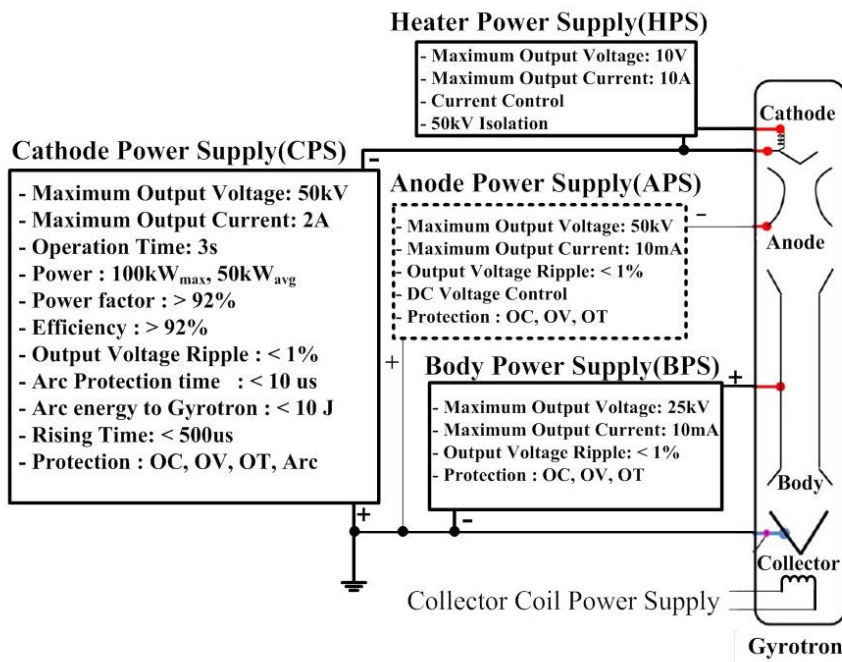 Heater Power Supply(HPS)
- Maximum Output Voltage: 10V
- Maximum Output Current: 10A
- Current Control
- 50kV Isolation
Cathode Power Supply(CPS)
-
- Maximum Output Voltage: 50kV
- Maximum Output Current: 2A
- Operation Time: 3s
- Power : 100kWmax, 50kWavg
- Power factor : > 92%
- Efficiency : > 92%
- Output Voltage Ripple : < 1%
- Arc Protection time : < 10 us
- Arc energy to Gyrotron : < 10 J
- Rising Time: < 500us
- Protection : OC, OV, OT, Arc
+
Anode Power Supply(APS)
-
- Maximum Output Voltage: 50kV
- Maximum Output Current: 10mA
- Output Voltage Ripple: < 1%
- DC Voltage Control
- Protection : OC, OV, OT
+
Body Power Supply(BPS)
+
- Maximum Output Voltage: 25kV
- Maximum Output Current: 10mA
- Output Voltage Ripple: < 1%
- Protection : OC, OV, OT
-
Cathode
Anode
Body
Collector
Collector Coil Power Supply
Gyrotron